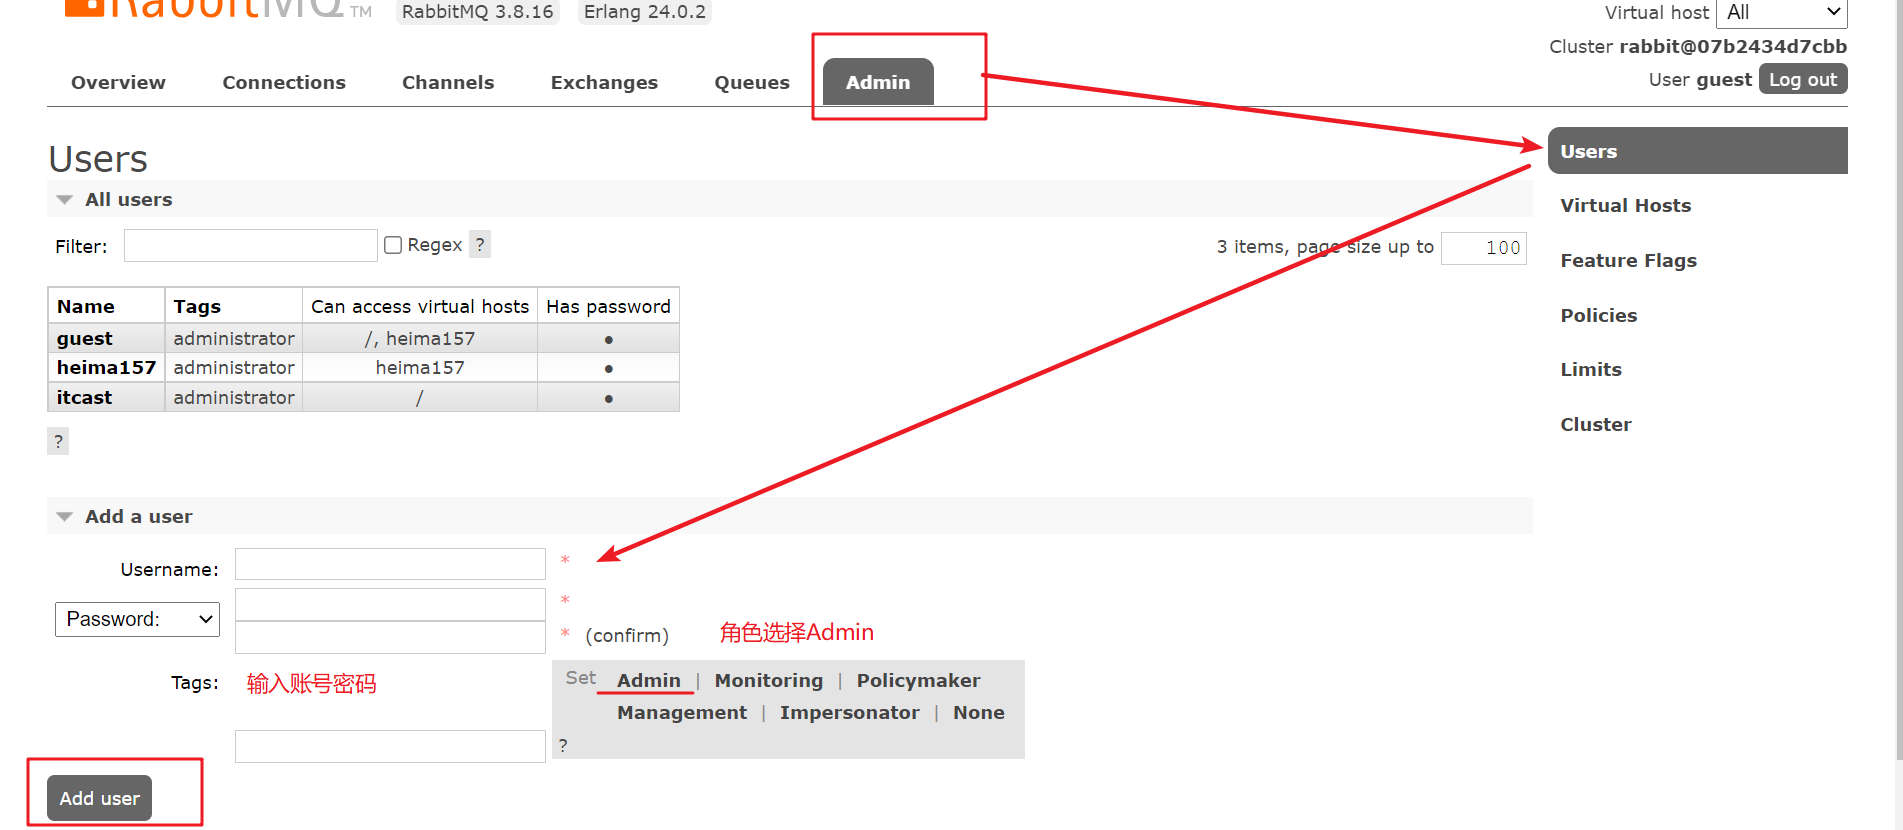 RabbitMQ TM RabbitMQ 3.8.16 Erlang 24.0.2
Virtual host All
Cluster rabbit@07b2434d7cbb
User guest Log out
Overview Connections Channels Exchanges Queues Admin
Users
Users
All users
Virtual Hosts
Filter: Regex ? 3 items, page size up to 100
Feature Flags
Name Tags Can access virtual hosts Has password
Policies
guest administrator /, heima157 ●
heima157 administrator heima157 ●
Limits
itcast administrator / ●
Cluster
?
Add a user
Username: *
Password: *
* (confirm) 角色选择Admin
Tags: 输入账号密码 Set Admin | Monitoring | Policymaker
Management | Impersonator | None
?
Add user